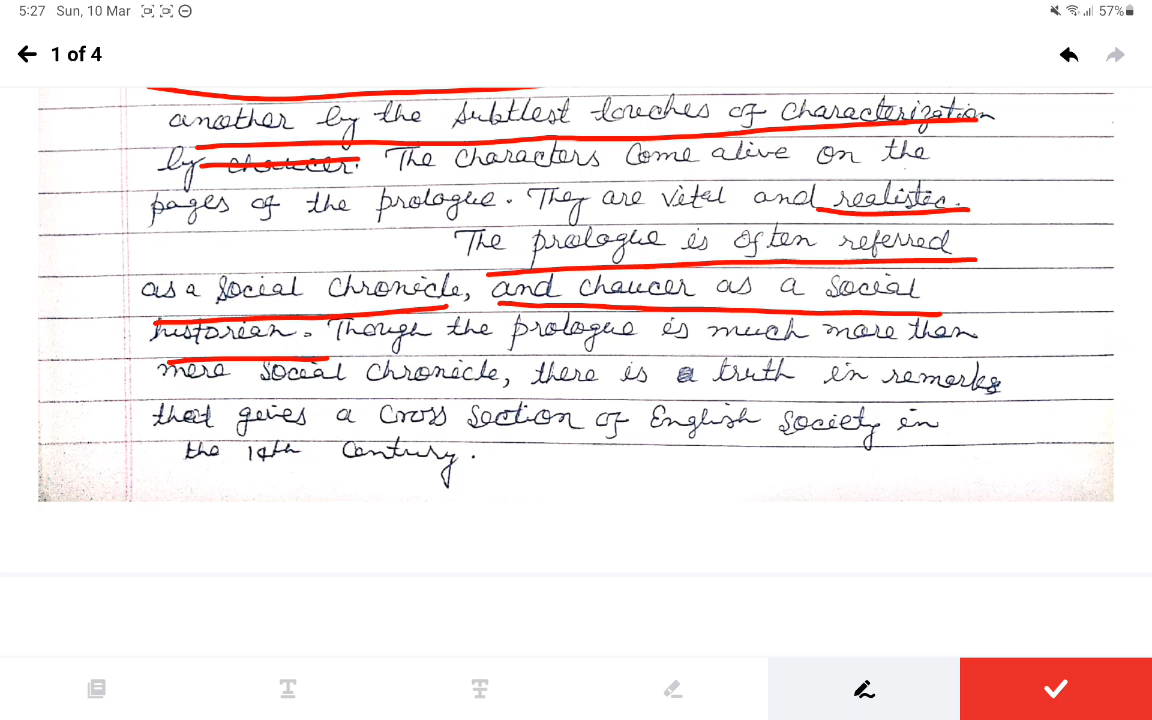 5:27 Sun, 10 Mar
57%
1 of 4
another by the subtlest touches of characterization
by chaucer. The characters Come alive on the
pages of the prologue. They are vital and realistic.
The prologue is often referred
as a Social Chronicle, and chaucer as a Social
historian. Though the prologue is much more than
mere Social Chronicle, there is a truth in remarks
that gives a Cross Section of English Society in
the 14th Century.